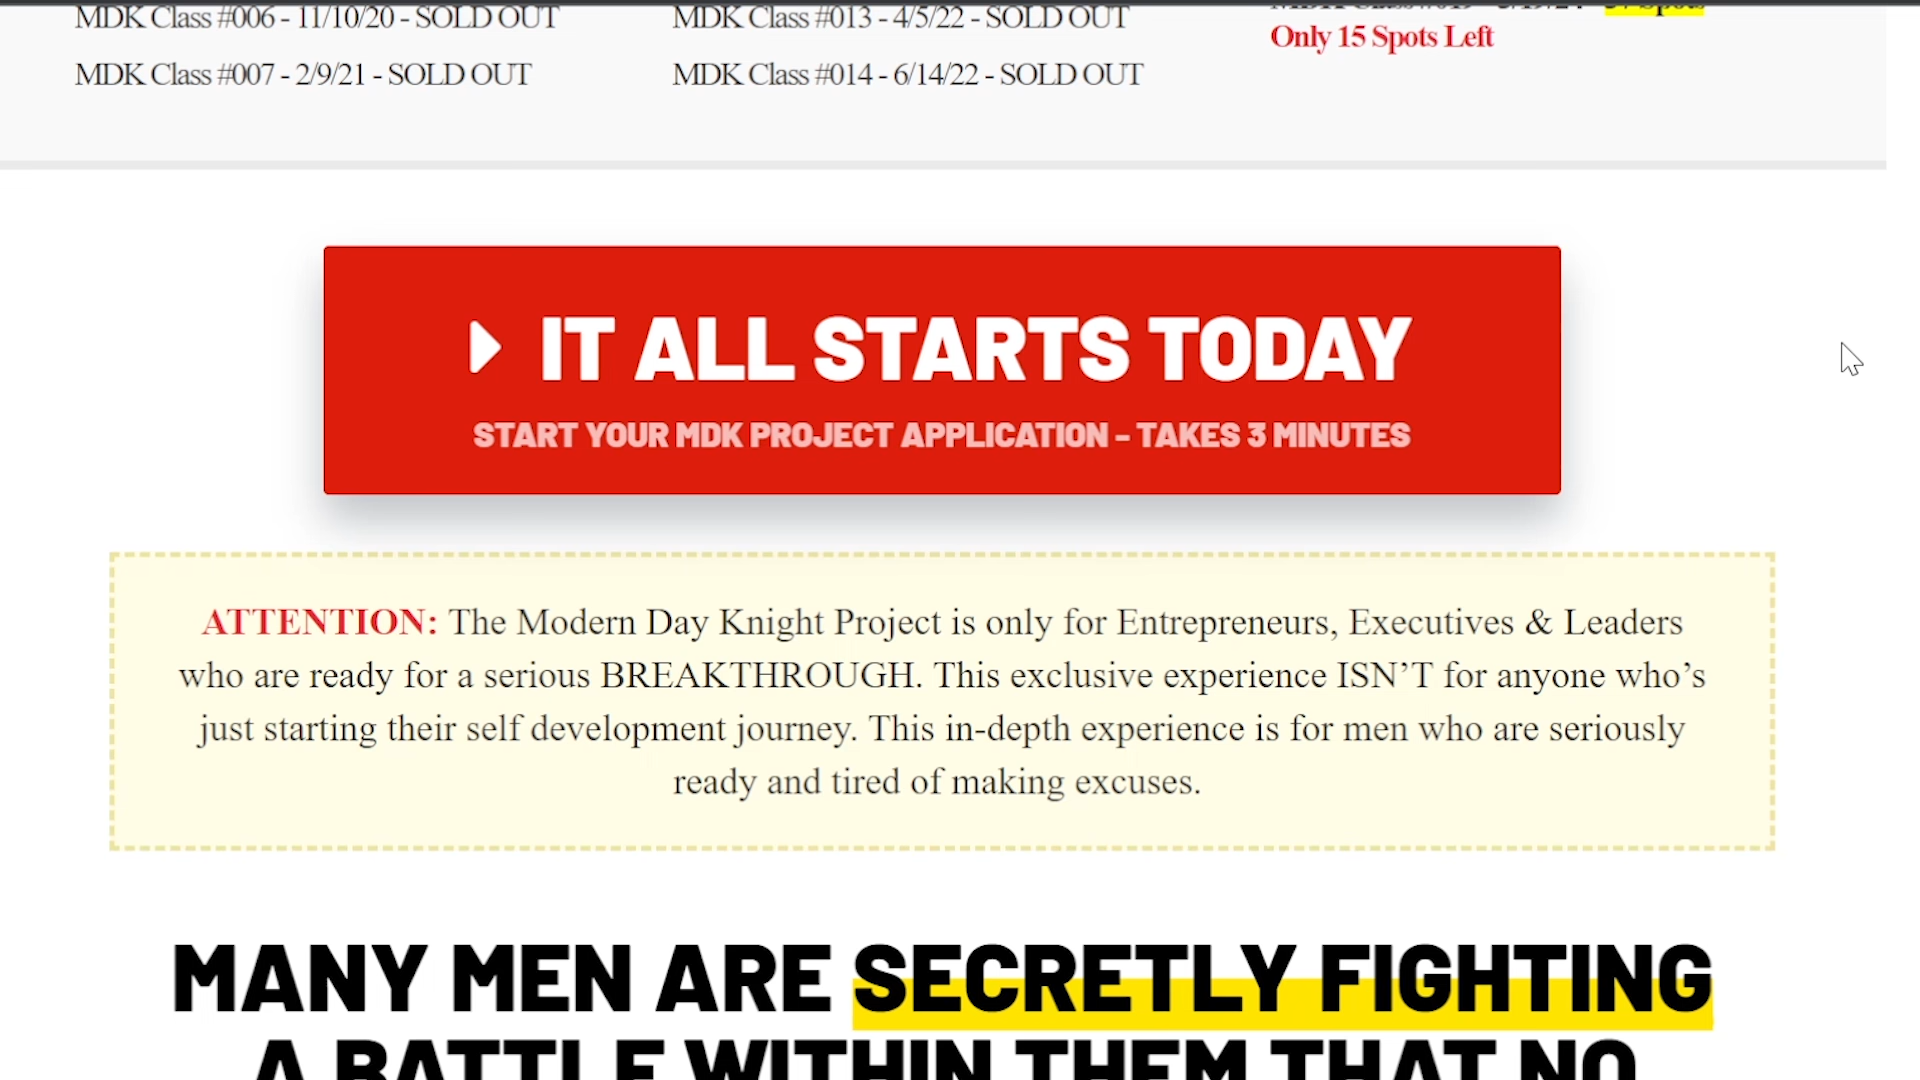 MDK Class #006 - 11/10/20 - SOLD OUT
MDK Class #007 - 2/9/21 - SOLD OUT
MDK Class #013 - 4/5/22 - SOLD OUT
MDK Class #014 - 6/14/22 - SOLD OUT
Only 15 Spots Left
IT ALL STARTS TODAY
START YOUR MDK PROJECT APPLICATION - TAKES 3 MINUTES
ATTENTION: The Modern Day Knight Project is only for Entrepreneurs, Executives & Leaders
who are ready for a serious BREAKTHROUGH. This exclusive experience ISN’T for anyone who’s
just starting their self development journey. This in-depth experience is for men who are seriously
ready and tired of making excuses.
MANY MEN ARE SECRETLY FIGHTING
A BATTLE WITHIN THEM THAT NO